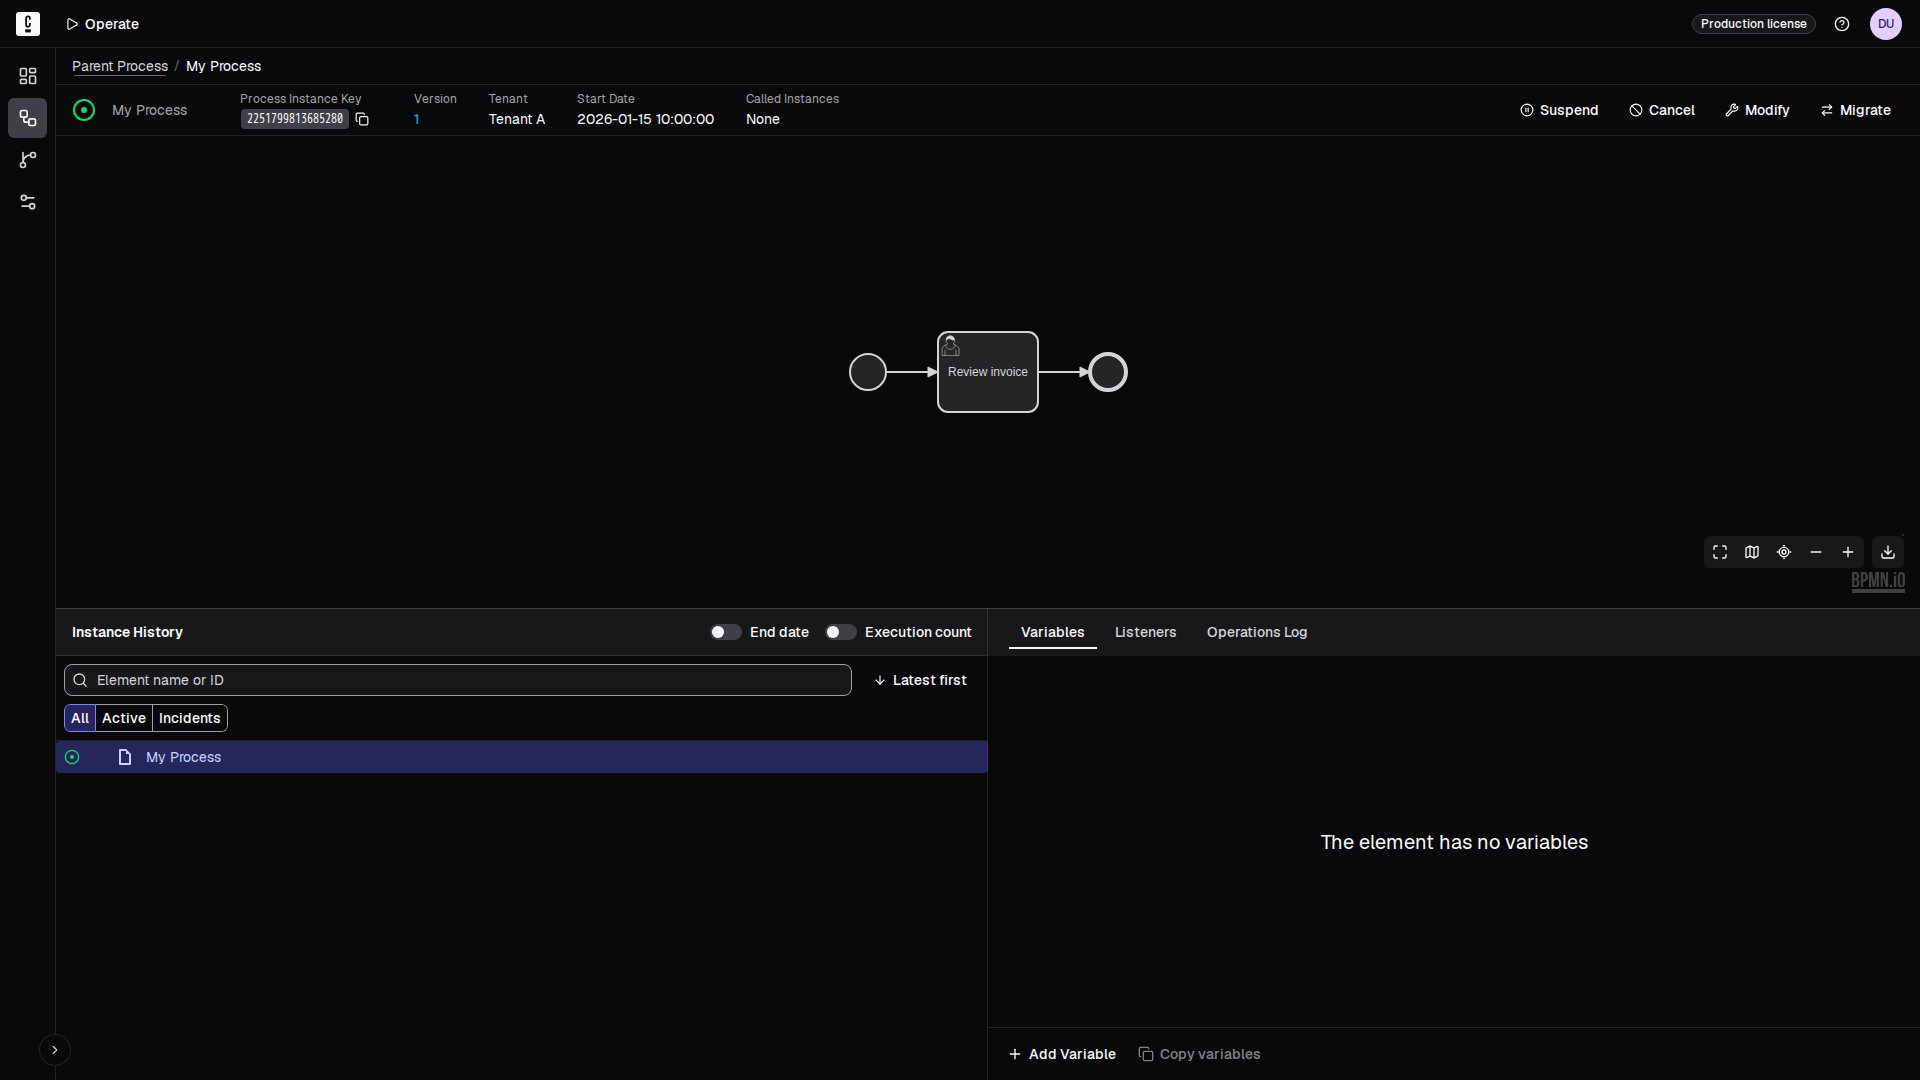 Operate
Production license
DU
Parent Process / My Process
My Process
Process Instance Key
2251799813685280
Version
1
Tenant
Tenant A
Start Date
2026-01-15 10:00:00
Called Instances
None
Suspend
Cancel
Modify
Migrate
Review invoice
BPMN.iO
Instance History
End date
Execution count
Element name or ID
Latest first
All
Active
Incidents
My Process
Variables
Listeners
Operations Log
The element has no variables
Add Variable
Copy variables